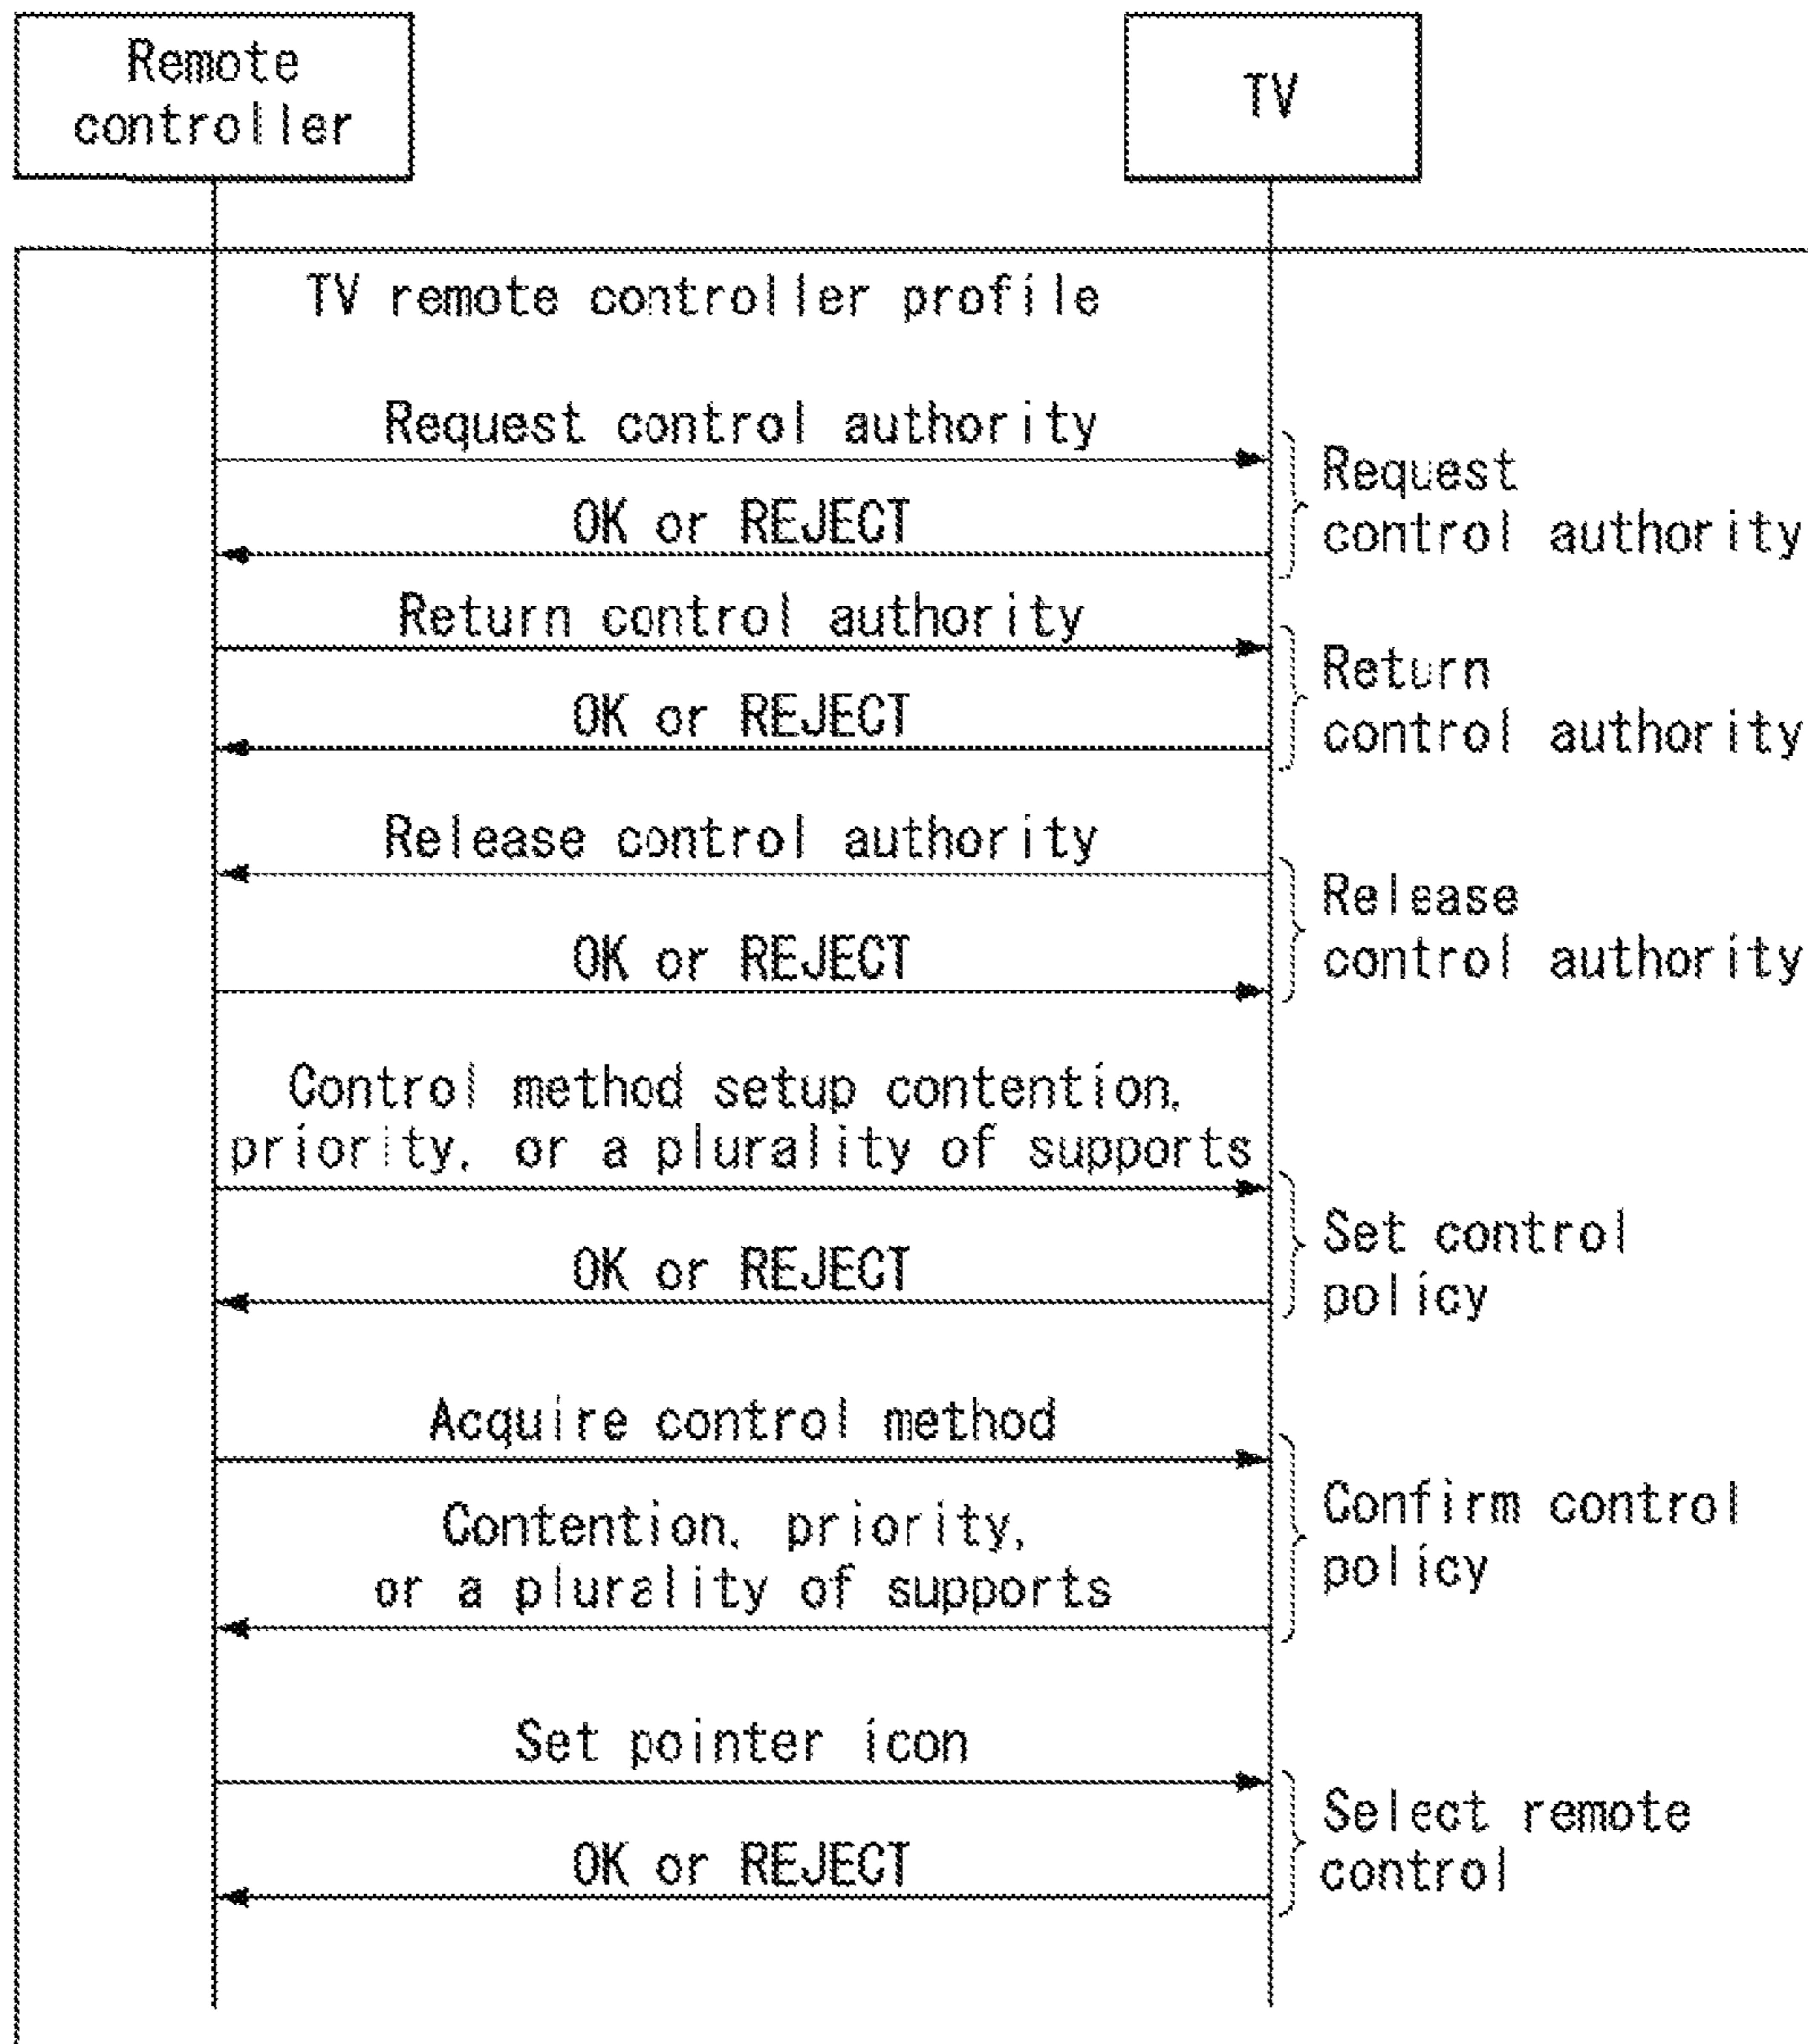 Remote
controller
TV
TV remote controller profile
Request control authority
OK or REJECT
Request
control authority
Return control authority
OK or REJECT
Return
control authority
Release control authority
OK or REJECT
Release
control authority
Control method setup contention,
priority, or a plurality of supports
OK or REJECT
Set control
policy
Acquire control method
Contention, priority,
or a plurality of supports
Confirm control
policy
Set pointer icon
OK or REJECT
Select remote
control